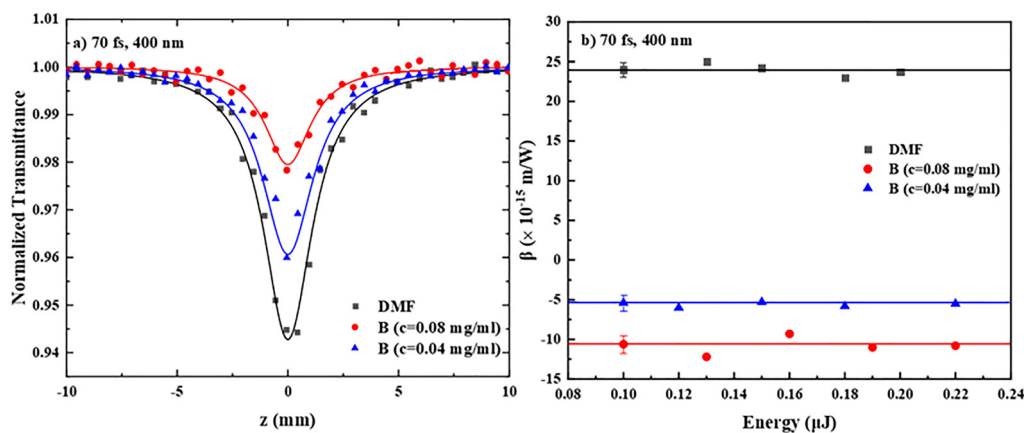 a) 70 fs, 400 nm
Normalized Transmittance
1.01
1.00
0.99
0.98
0.97
0.96
0.95
0.94
DMF
B (c=0.08 mg/ml)
B (c=0.04 mg/ml)
-10
-5
0
5
10
z (mm)
b) 70 fs, 400 nm
β (× 10⁻¹⁵ m/W)
30
25
20
15
10
5
0
-5
-10
-15
DMF
B (c=0.08 mg/ml)
B (c=0.04 mg/ml)
0.08
0.10
0.12
0.14
0.16
0.18
0.20
0.22
0.24
Energy (μJ)